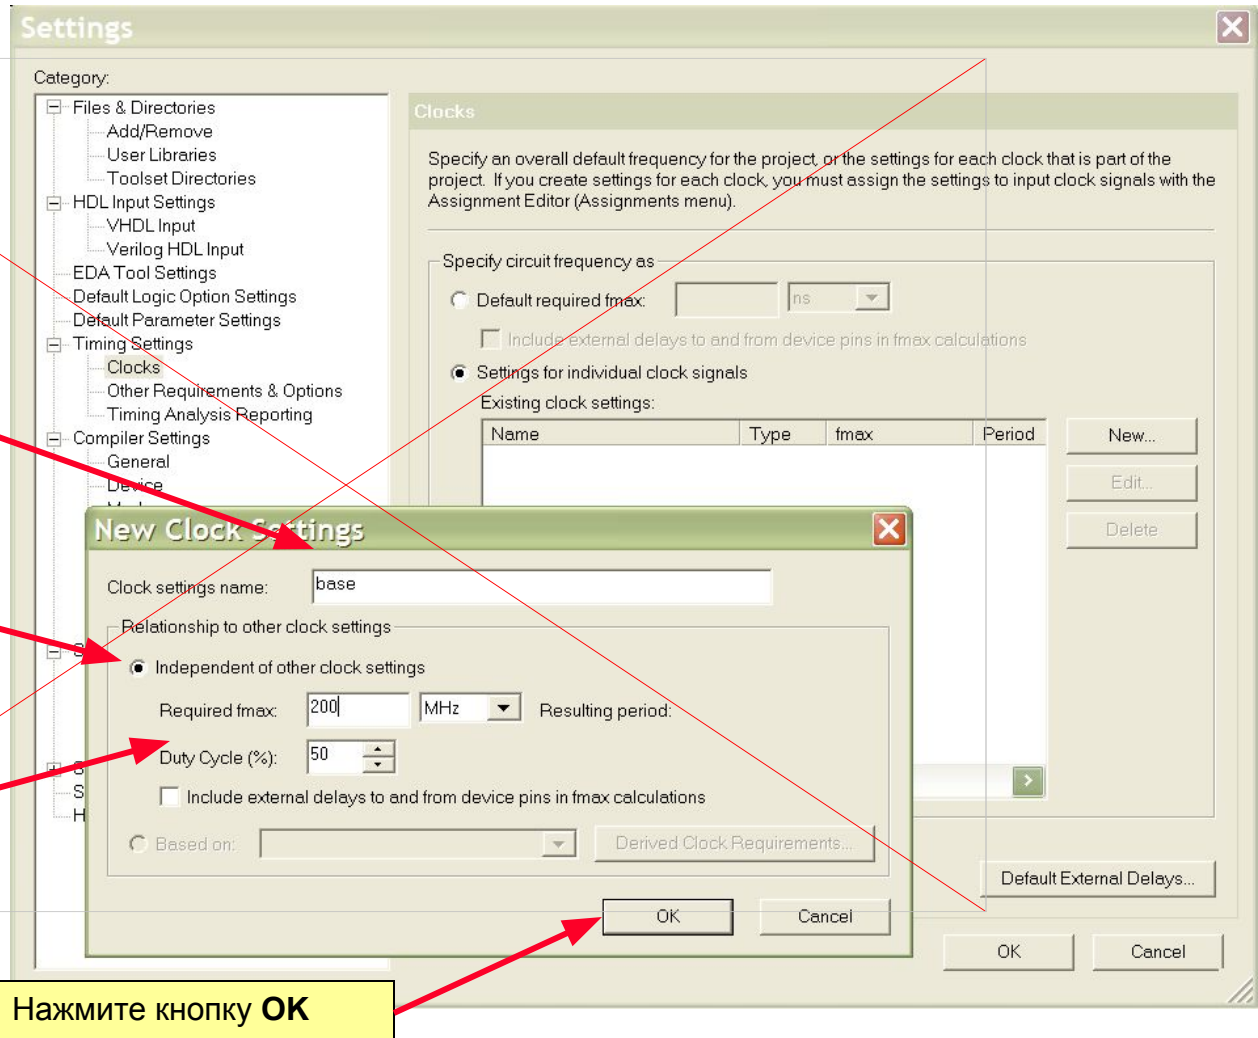 Settings
Category:
Files & Directories
Add/Remove
User Libraries
Toolset Directories
HDL Input Settings
VHDL Input
Verilog HDL Input
EDA Tool Settings
Default Logic Option Settings
Default Parameter Settings
Timing Settings
Clocks
Other Requirements & Options
Timing Analysis Reporting
Compiler Settings
General
Device
Clocks
Specify an overall default frequency for the project, or the settings for each clock that is part of the
project. If you create settings for each clock, you must assign the settings to input clock signals with the
Assignment Editor (Assignments menu).
Specify circuit frequency as
Default required fmax: ns
Include external delays to and from device pins in fmax calculations
Settings for individual clock signals
Existing clock settings:
Name Type fmax Period
New...
Edit...
Delete
New Clock Settings
Clock settings name: base
Relationship to other clock settings
Independent of other clock settings
Required fmax: 200 MHz Resulting period:
Duty Cycle (%): 50
Include external delays to and from device pins in fmax calculations
Based on: Derived Clock Requirements...
OK Cancel
Default External Delays...
OK Cancel
Нажмите кнопку OK